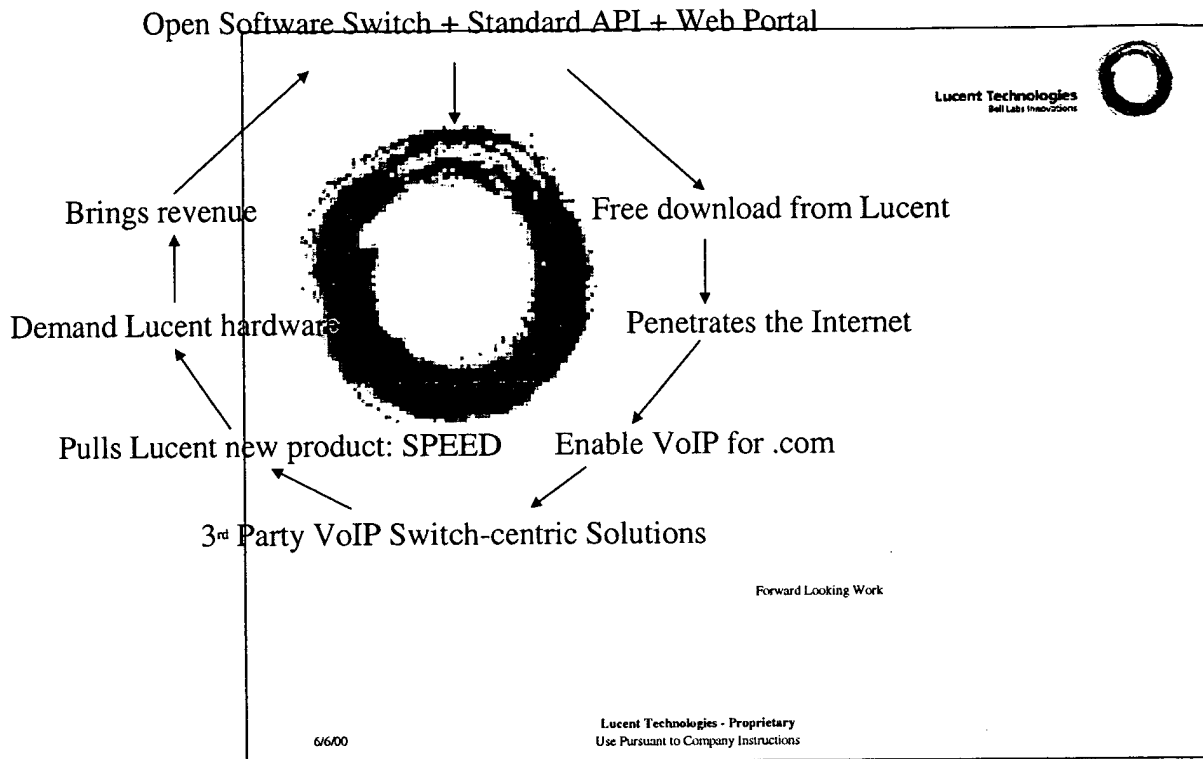 Open Software Switch + Standard API + Web Portal
Lucent Technologies
Bell Labs Innovations
Brings revenue
Free download from Lucent
Demand Lucent hardware
Penetrates the Internet
Pulls Lucent new product: SPEED
Enable VoIP for .com
3rd Party VoIP Switch-centric Solutions
Forward Looking Work
6/6/00
Lucent Technologies - Proprietary
Use Pursuant to Company Instructions